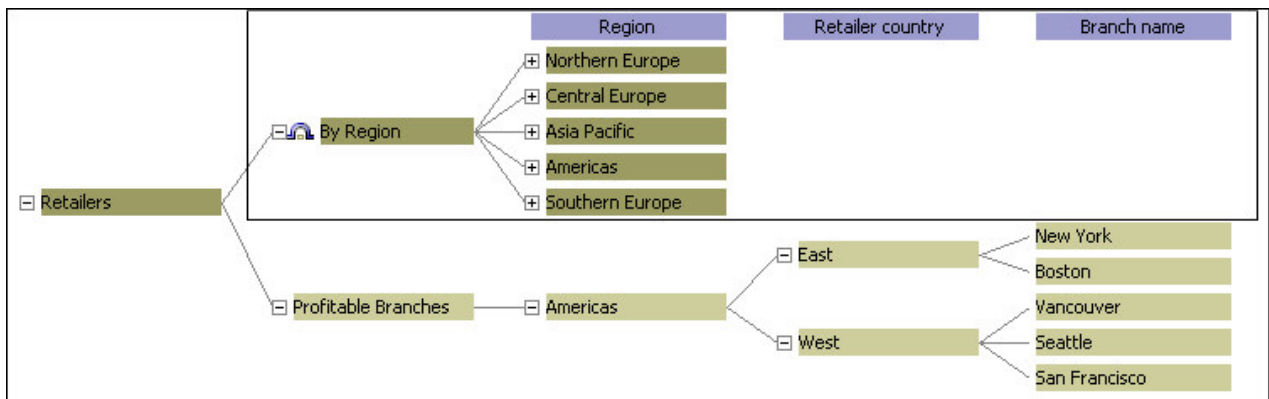 Region Retailer country Branch name
Northern Europe
Central Europe
By Region Asia Pacific
Americas
Retailers Southern Europe
New York
East
Boston
Profitable Branches Americas Vancouver
West Seattle
San Francisco